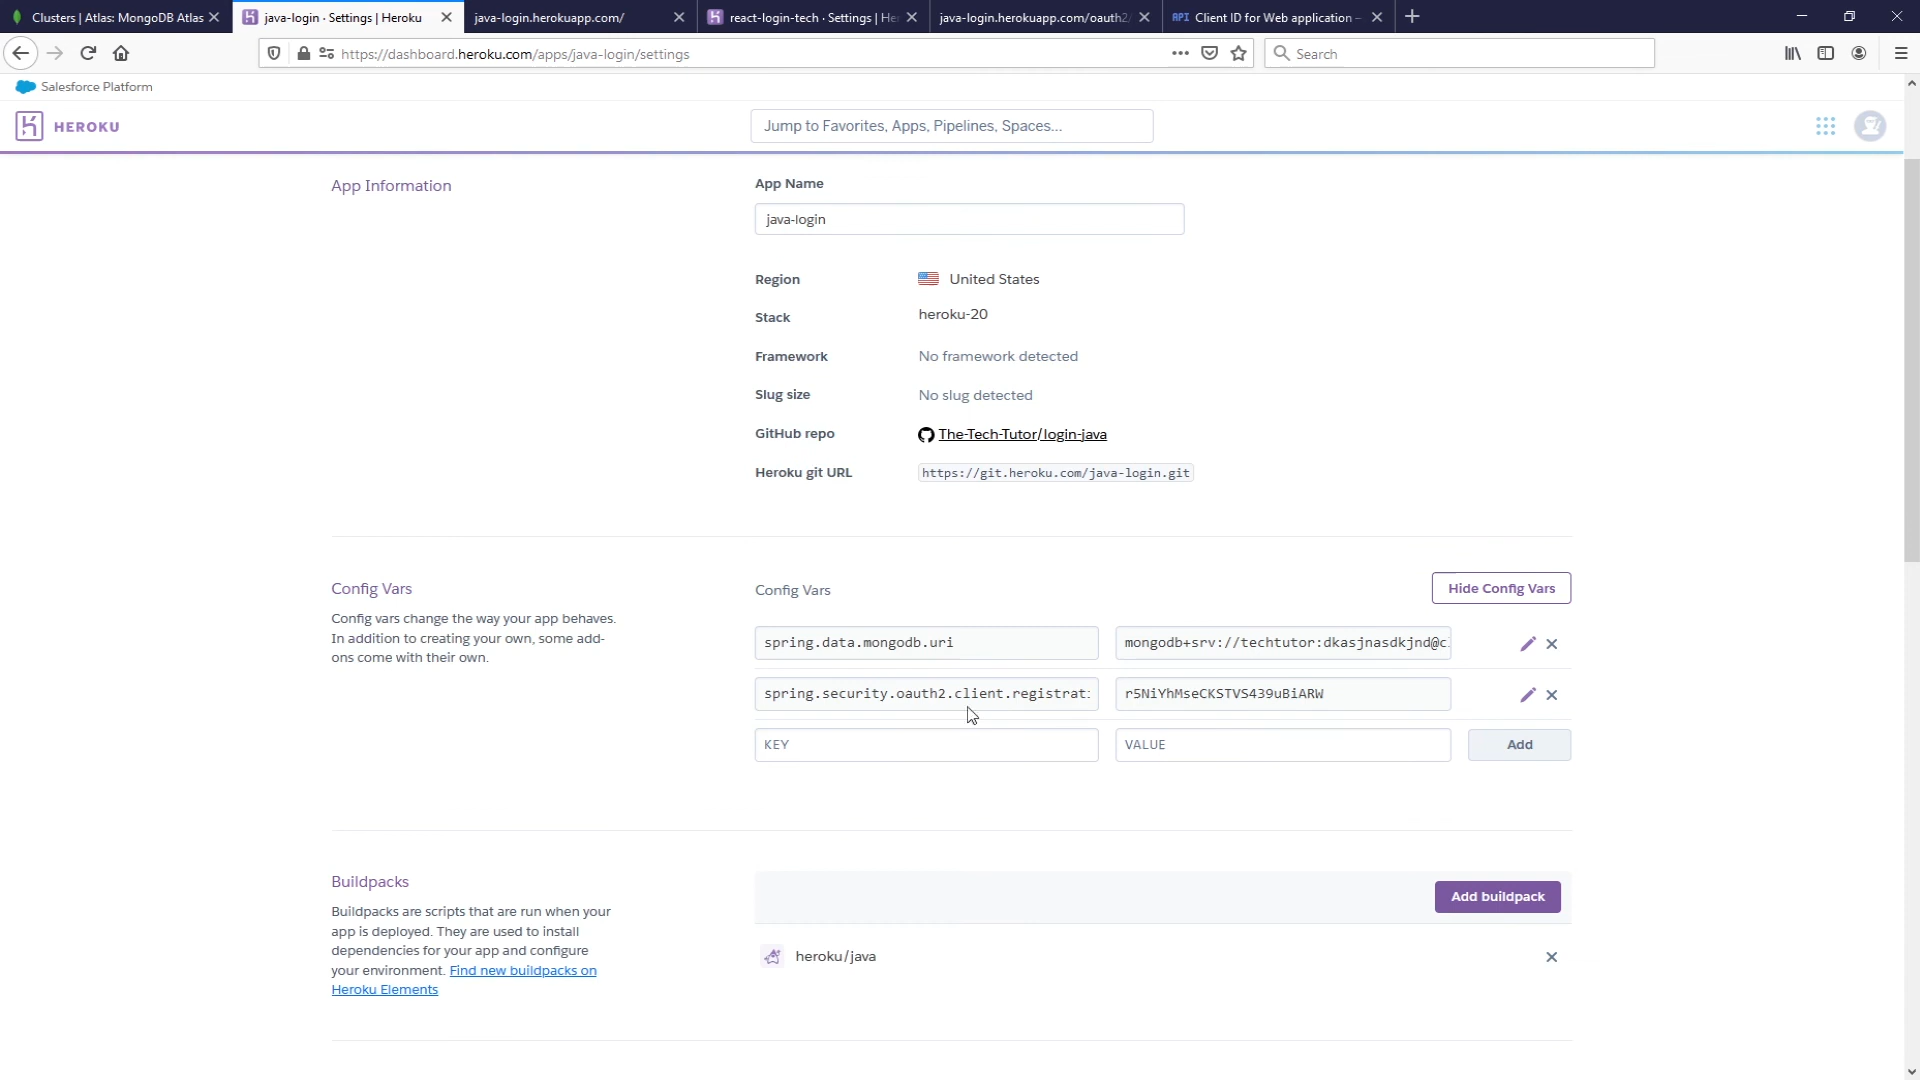 Clusters | Atlas: MongoDB Atlas
java-login · Settings | Heroku
java-login.herokuapp.com/
react-login-tech · Settings | He
java-login.herokuapp.com/oauth2/
API Client ID for Web application –
https://dashboard.heroku.com/apps/java-login/settings
Search
Salesforce Platform
HEROKU
Jump to Favorites, Apps, Pipelines, Spaces...
App Information
App Name
java-login
Region
United States
Stack
heroku-20
Framework
No framework detected
Slug size
No slug detected
GitHub repo
The-Tech-Tutor/login-java
Heroku git URL
https://git.heroku.com/java-login.git
Config Vars
Config vars change the way your app behaves.
In addition to creating your own, some add-
ons come with their own.
Config Vars
Hide Config Vars
spring.data.mongodb.uri
mongodb+srv://techtutor:dkasjnasdkjnd@c
spring.security.oauth2.client.registrati
r5NiYhMseCKSTVS439uBiARW
KEY
VALUE
Add
Buildpacks
Buildpacks are scripts that are run when your
app is deployed. They are used to install
dependencies for your app and configure
your environment. Find new buildpacks on
Heroku Elements
Add buildpack
heroku/java